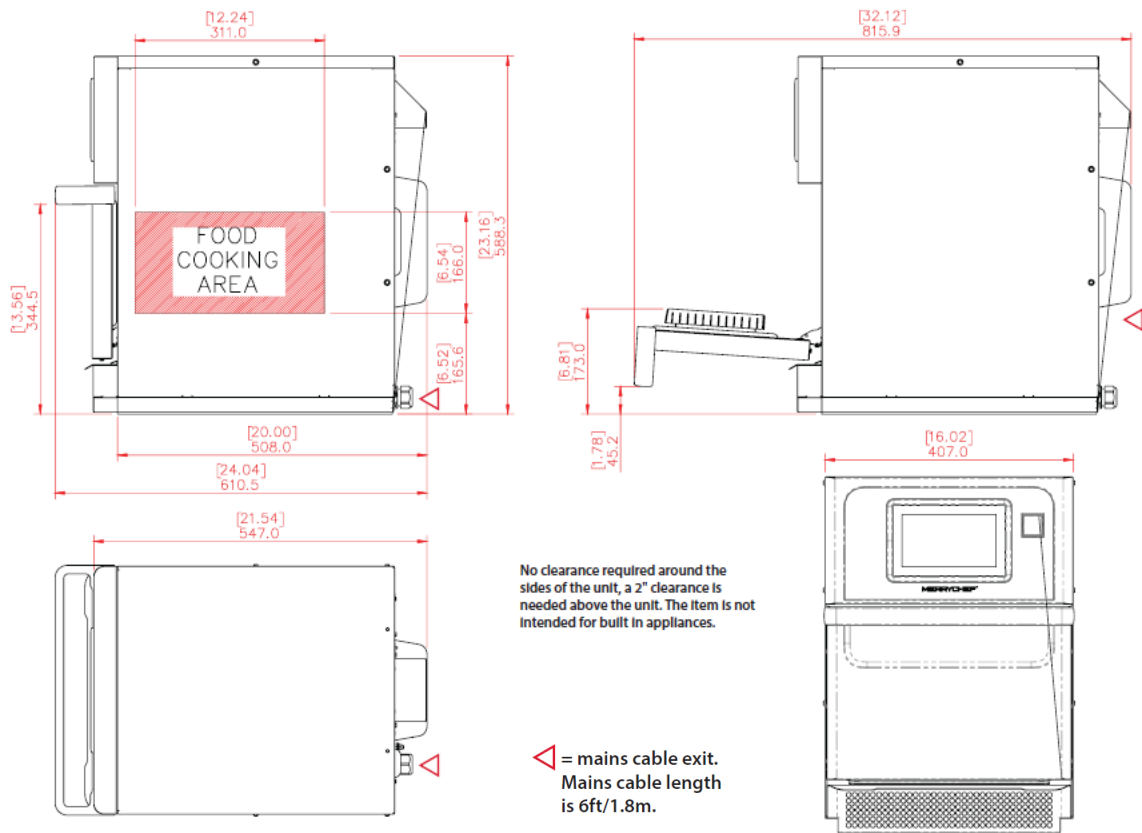 [12.24]
311.0
[32.12]
815.9
FOOD
COOKING
AREA
[6.54]
166.0
[23.16]
588.3
[13.56]
344.5
[6.52]
165.6
[6.81]
173.0
[1.78]
45.2
[20.00]
508.0
[24.04]
610.5
[16.02]
407.0
[21.54]
547.0
No clearance required around the
sides of the unit, a 2" clearance is
needed above the unit. The item is not
intended for built in appliances.
MERRYCHEF
= mains cable exit.
Mains cable length
is 6ft/1.8m.